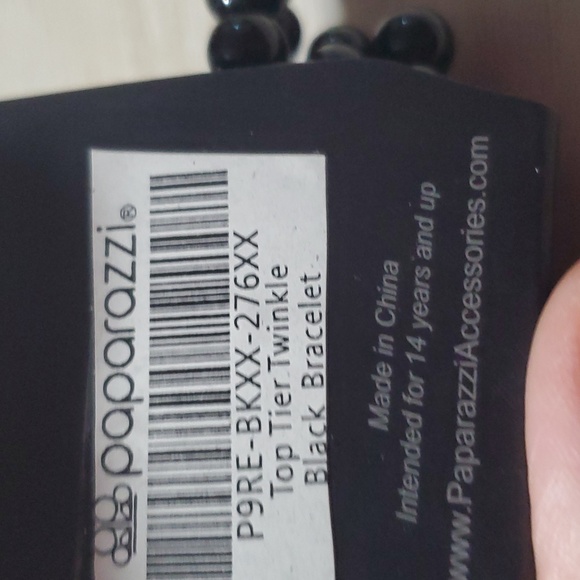 paparazzi®
P9RE-BKXX-276XX
Top Tier Twinkle
Black Bracelet
Made in China
Intended for 14 years and up
www.PaparazziAccessories.com